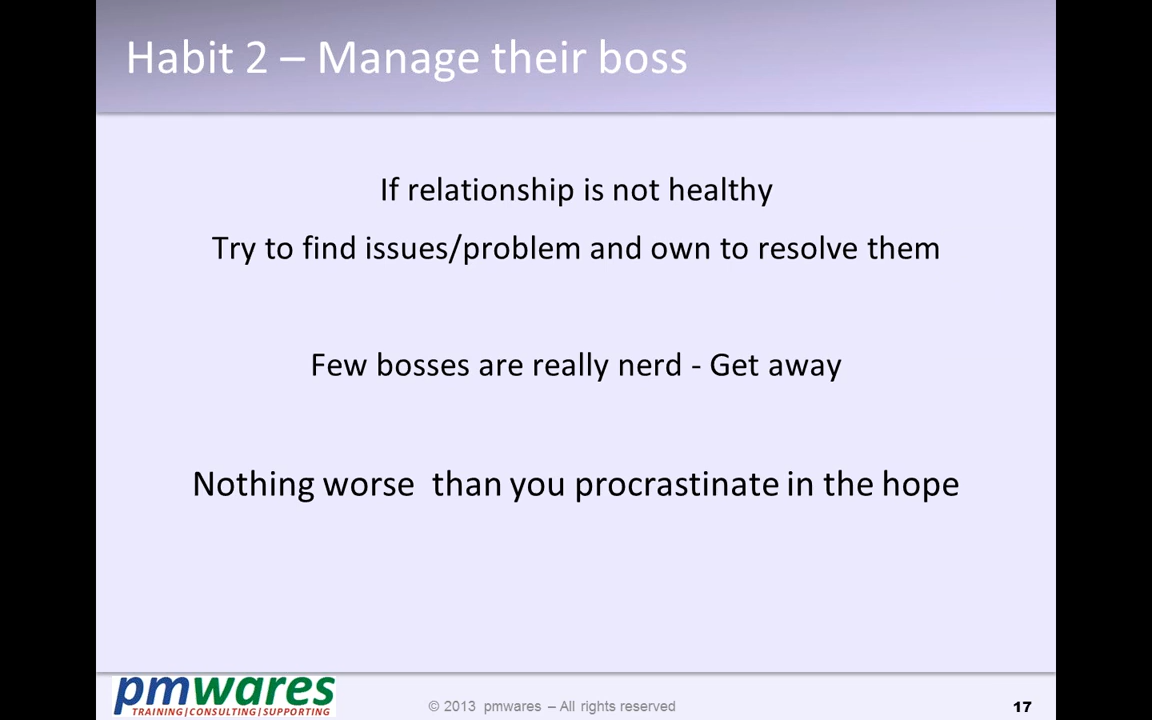 Habit 2 – Manage their boss
If relationship is not healthy
Try to find issues/problem and own to resolve them
Few bosses are really nerd - Get away
Nothing worse  than you procrastinate in the hope
pmwares
TRAINING|CONSULTING|SUPPORTING
© 2013  pmwares – All rights reserved
17